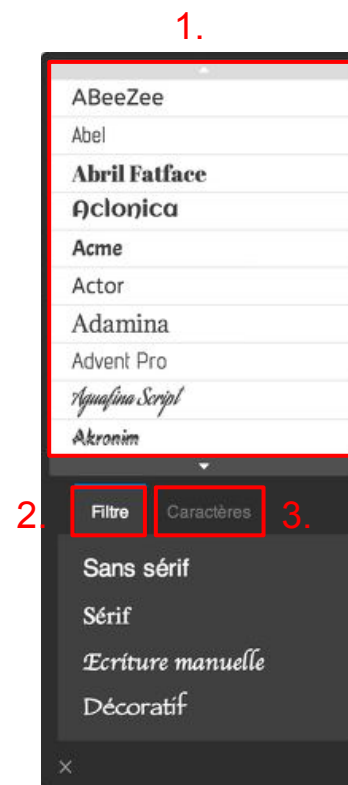 1.
ABeeZee
Abel
Abril Fatface
Aclonica
Acme
Actor
Adamina
Advent Pro
Aguafina Script
Akronim
2. Filtre Caractères 3.
Sans sérif
Sérif
Ecriture manuelle
Décoratif
×